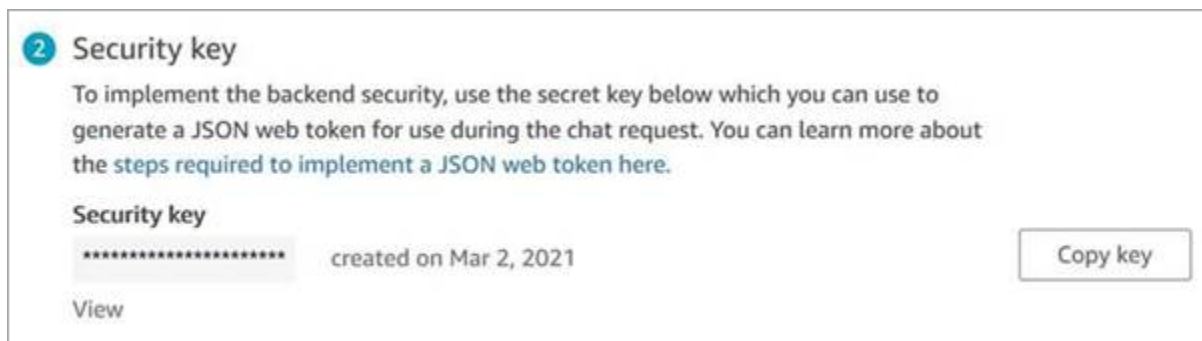 2 Security key
To implement the backend security, use the secret key below which you can use to
generate a JSON web token for use during the chat request. You can learn more about
the steps required to implement a JSON web token here.
Security key
********************** created on Mar 2, 2021 Copy key
View